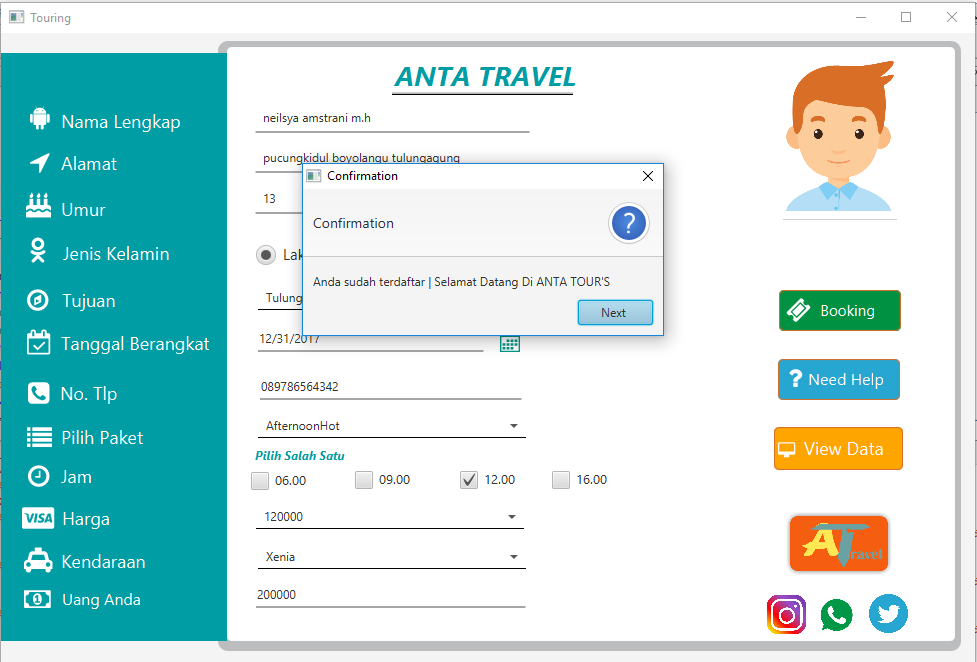 Touring
ANTA TRAVEL
Nama Lengkap
neilsya amstrani m.h
Alamat
pucungkidul boyolangu tulungagung
Umur
13
Jenis Kelamin
Lak
Tujuan
Tulung
Tanggal Berangkat
12/31/2017
No. Tlp
089786564342
Pilih Paket
AfternoonHot
Pilih Salah Satu
Jam
06.00 09.00 12.00 16.00
VISA Harga
120000
Kendaraan
Xenia
Uang Anda
200000
Confirmation
Confirmation
?
Anda sudah terdaftar | Selamat Datang Di ANTA TOUR'S
Next
Booking
? Need Help
View Data
AT ravel